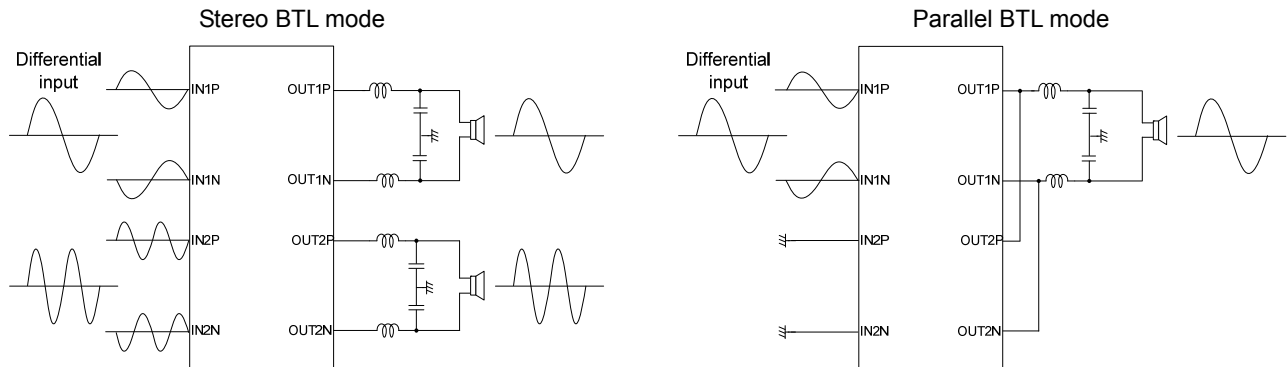 Stereo BTL mode
Differential
input
IN1P
OUT1P
IN1N
OUT1N
IN2P
OUT2P
IN2N
OUT2N
Parallel BTL mode
Differential
input
IN1P
OUT1P
IN1N
OUT1N
IN2P
OUT2P
IN2N
OUT2N